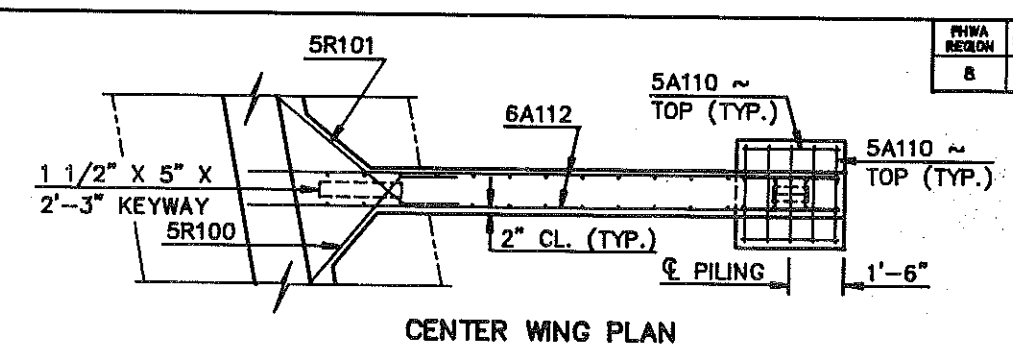 FHWA
REGION
8
5R101
5A110 ~
TOP (TYP.)
6A112
5A110 ~
TOP (TYP.)
1 1/2" X 5" X
2'-3" KEYWAY
5R100
2" CL. (TYP.)
℄ PILING
1'-6"
CENTER WING PLAN